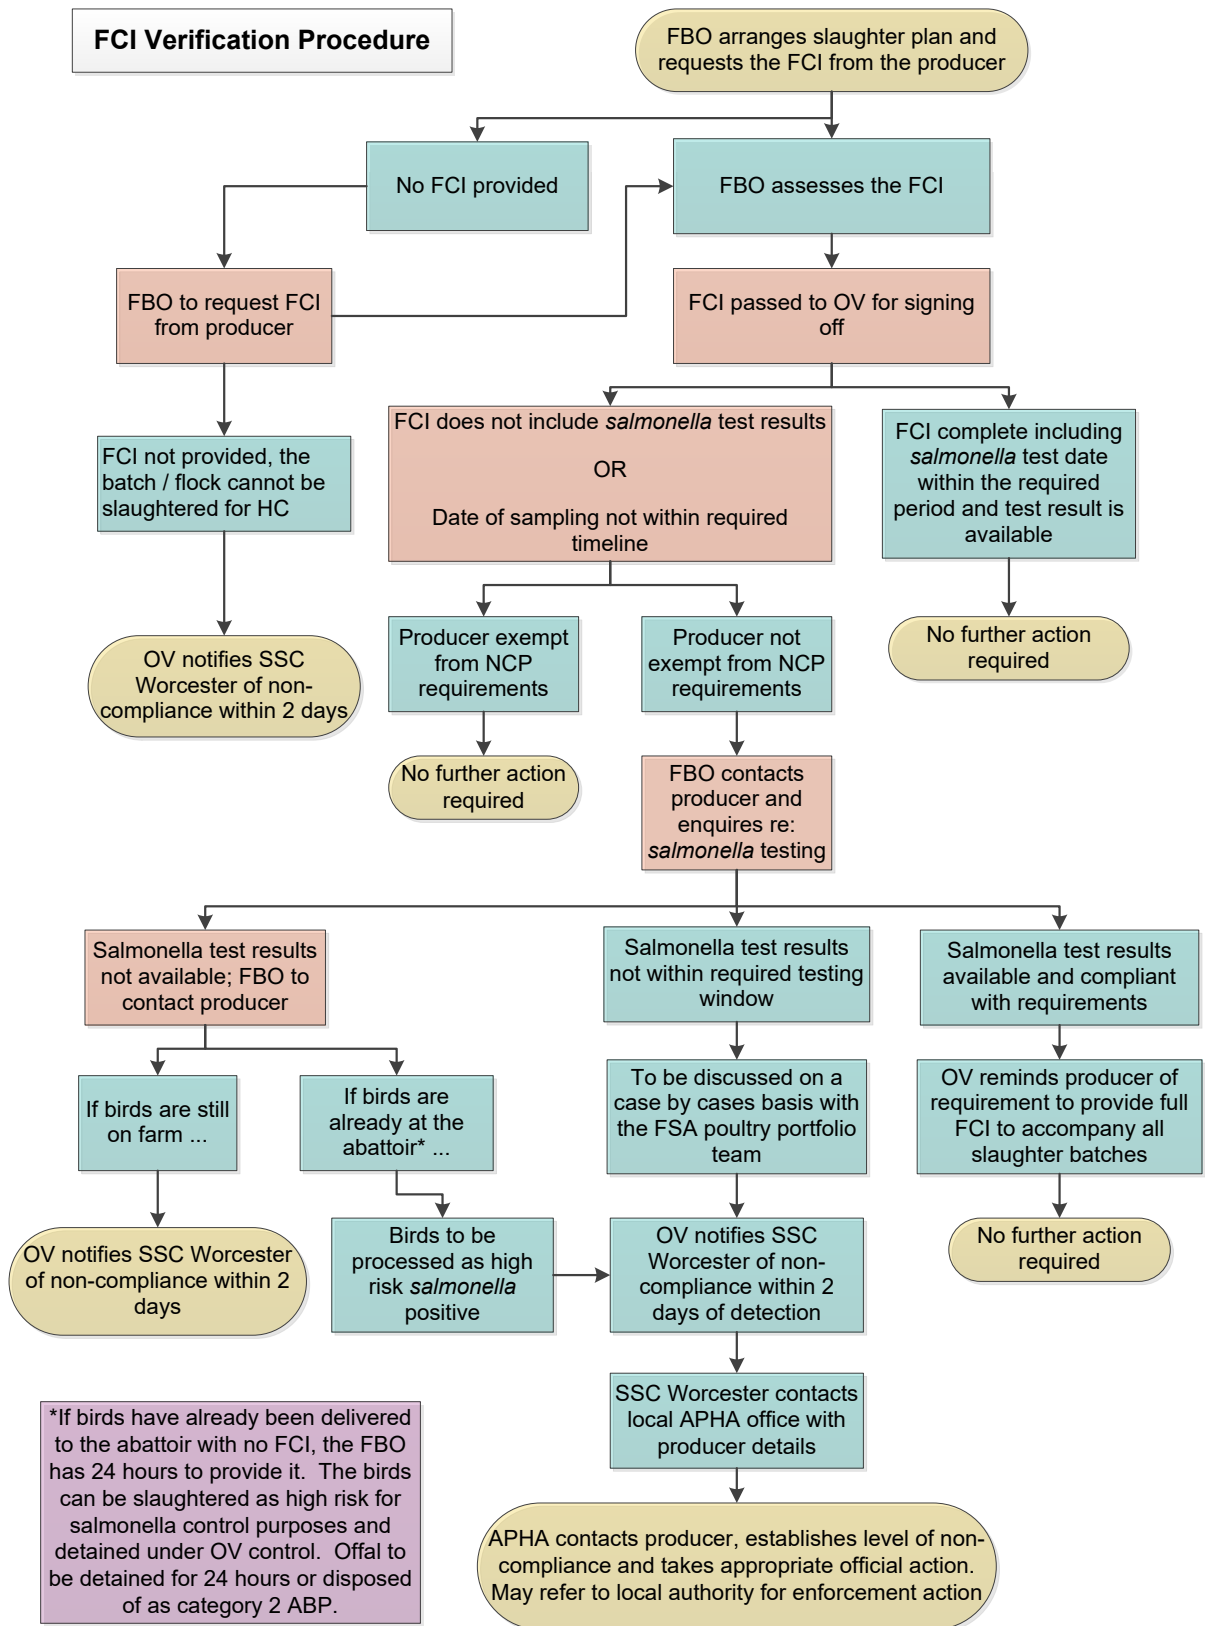 FCI Verification Procedure
FBO arranges slaughter plan and
requests the FCI from the producer
No FCI provided
FBO assesses the FCI
FBO to request FCI
from producer
FCI passed to OV for signing
off
FCI not provided, the
batch / flock cannot be
slaughtered for HC
FCI does not include salmonella test results
OR
Date of sampling not within required
timeline
FCI complete including
salmonella test date
within the required
period and test result is
available
OV notifies SSC
Worcester of non-
compliance within 2 days
Producer exempt
from NCP
requirements
Producer not
exempt from NCP
requirements
No further action
required
No further action
required
FBO contacts
producer and
enquires re:
salmonella testing
Salmonella test results
not available; FBO to
contact producer
Salmonella test results
not within required testing
window
Salmonella test results
available and compliant
with requirements
If birds are still
on farm ...
If birds are
already at the
abattoir* ...
To be discussed on a
case by cases basis with
the FSA poultry portfolio
team
OV reminds producer of
requirement to provide full
FCI to accompany all
slaughter batches
OV notifies SSC Worcester
of non-compliance within 2
days
Birds to be
processed as high
risk salmonella
positive
OV notifies SSC
Worcester of non-
compliance within 2
days of detection
No further action
required
SSC Worcester contacts
local APHA office with
producer details
*If birds have already been delivered
to the abattoir with no FCI, the FBO
has 24 hours to provide it.  The birds
can be slaughtered as high risk for
salmonella control purposes and
detained under OV control.  Offal to
be detained for 24 hours or disposed
of as category 2 ABP.
APHA contacts producer, establishes level of non-
compliance and takes appropriate official action.
May refer to local authority for enforcement action